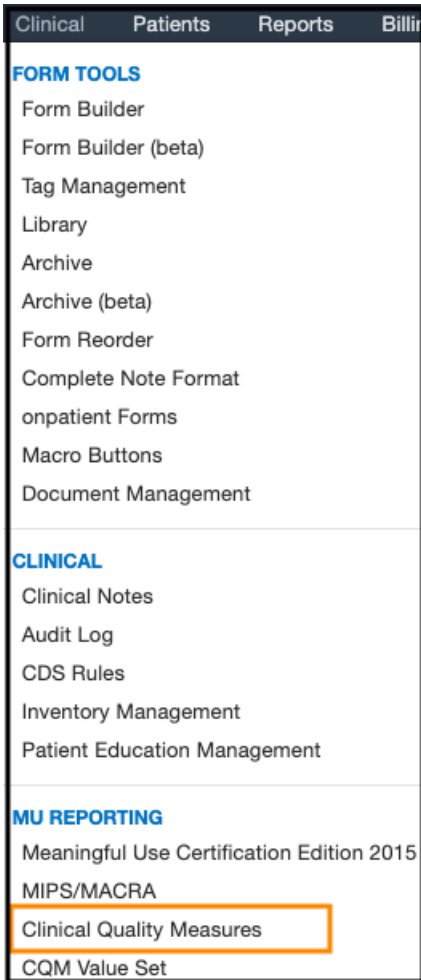 Clinical Patients Reports
FORM TOOLS
Form Builder
Form Builder (beta)
Tag Management
Library
Archive
Archive (beta)
Form Reorder
Complete Note Format
onpatient Forms
Macro Buttons
Document Management
CLINICAL
Clinical Notes
Audit Log
CDS Rules
Inventory Management
Patient Education Management
MU REPORTING
Meaningful Use Certification Edition 2015
MIPS/MACRA
Clinical Quality Measures
CQM Value Set